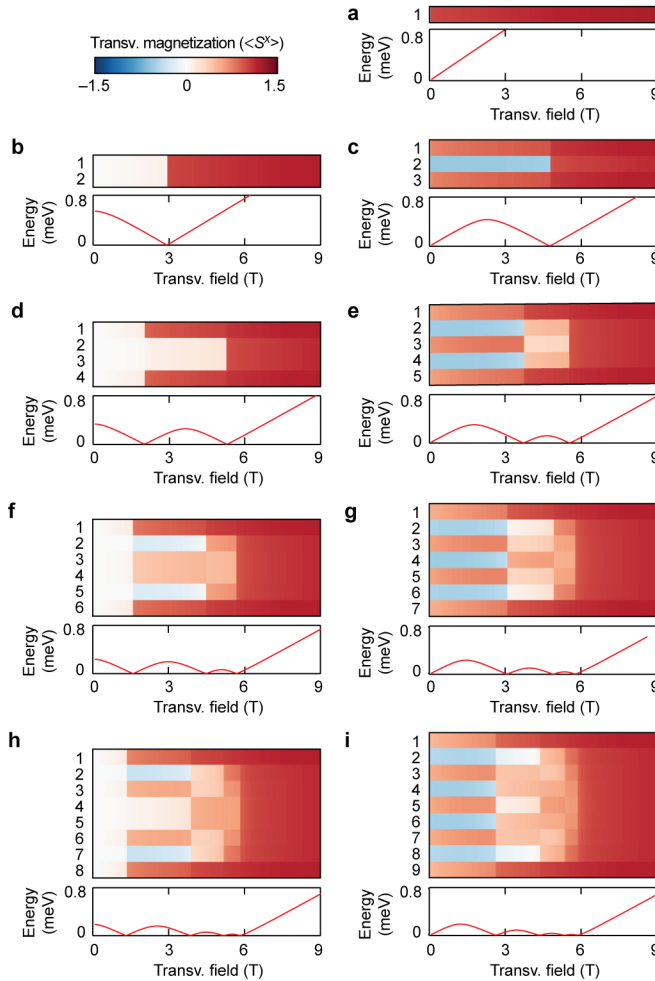 a
1
Transv. magnetization (<Sˣ>)
–1.5 0 1.5
Energy
(meV)
0.8
0
0 3 6 9
Transv. field (T)
b
1
2
Energy
(meV)
0.8
0
0 3 6 9
Transv. field (T)
c
1
2
3
Energy
(meV)
0.8
0
0 3 6 9
Transv. field (T)
d
1
2
3
4
Energy
(meV)
0.8
0
0 3 6 9
Transv. field (T)
e
1
2
3
4
5
Energy
(meV)
0.8
0
0 3 6 9
Transv. field (T)
f
1
2
3
4
5
6
Energy
(meV)
0.8
0
0 3 6 9
Transv. field (T)
g
1
2
3
4
5
6
7
Energy
(meV)
0.8
0
0 3 6 9
Transv. field (T)
h
1
2
3
4
5
6
7
8
Energy
(meV)
0.8
0
0 3 6 9
Transv. field (T)
i
1
2
3
4
5
6
7
8
9
Energy
(meV)
0.8
0
0 3 6 9
Transv. field (T)